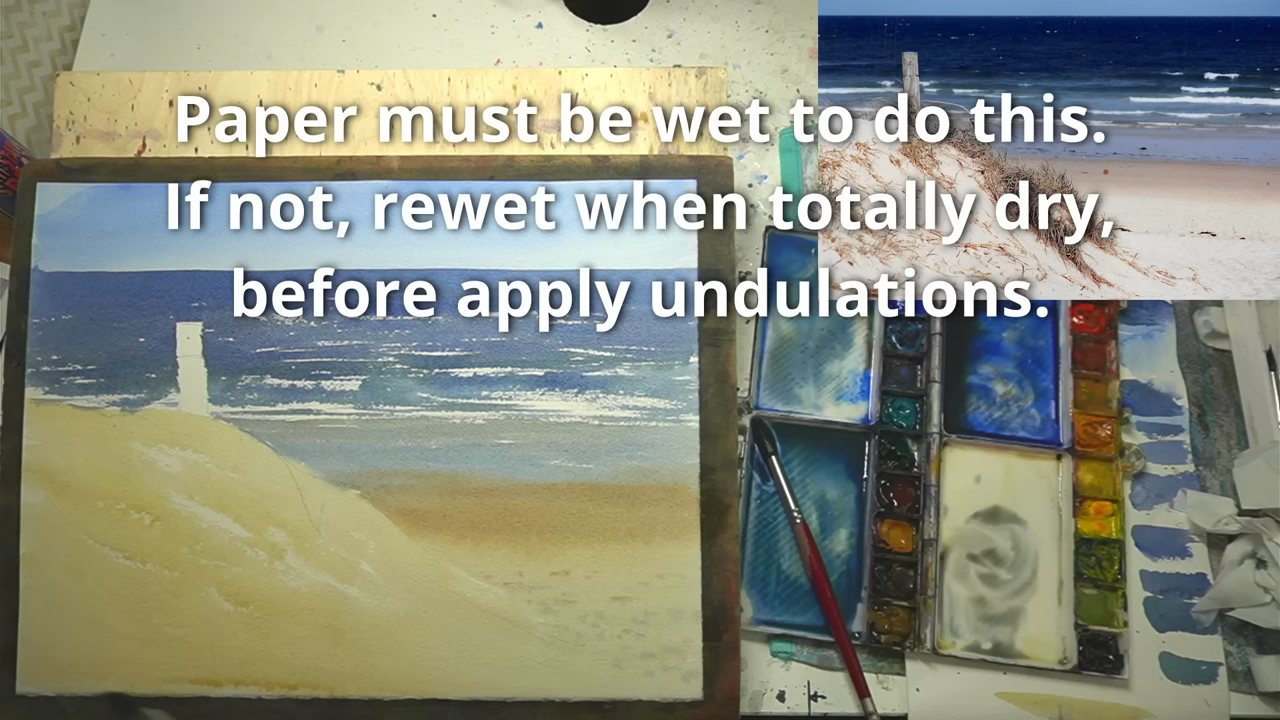 Paper must be wet to do this.
If not, rewet when totally dry,
before apply undulations.